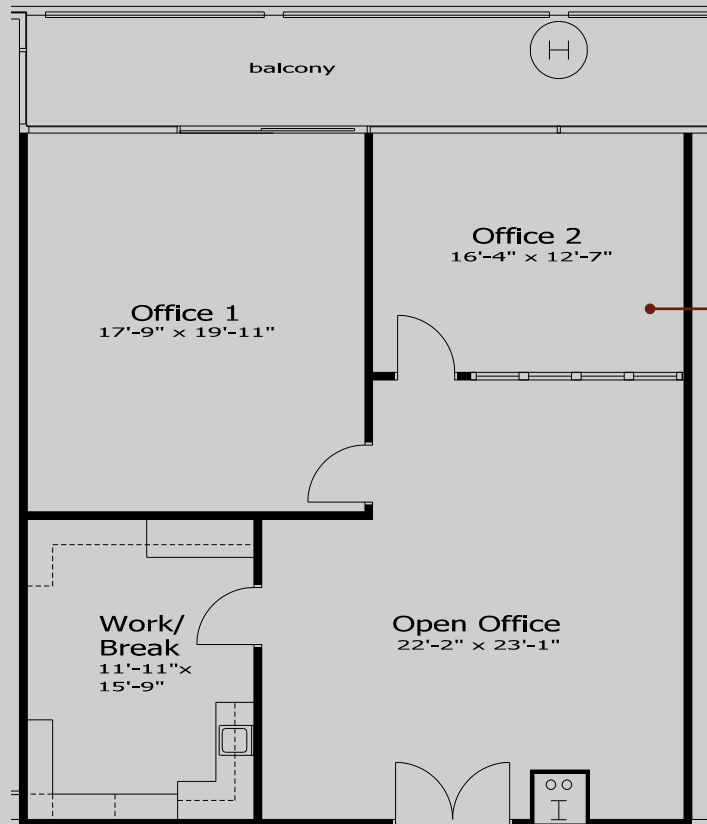 balcony
H
Office 2
16'-4" x 12'-7"
Office 1
17'-9" x 19'-11"
Work/
Break
11'-11"x
15'-9"
Open Office
22'-2" x 23'-1"